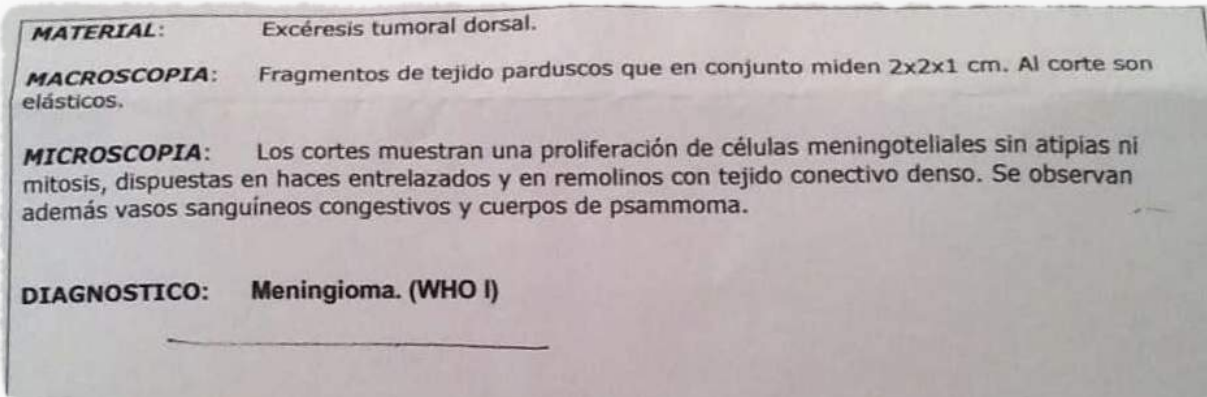 MATERIAL: Excéresis tumoral dorsal.
MACROSCOPIA: Fragmentos de tejido parduscos que en conjunto miden 2x2x1 cm. Al corte son
elásticos.
MICROSCOPIA: Los cortes muestran una proliferación de células meningoteliales sin atipias ni
mitosis, dispuestas en haces entrelazados y en remolinos con tejido conectivo denso. Se observan
además vasos sanguíneos congestivos y cuerpos de psammoma.
DIAGNOSTICO: Meningioma. (WHO I)